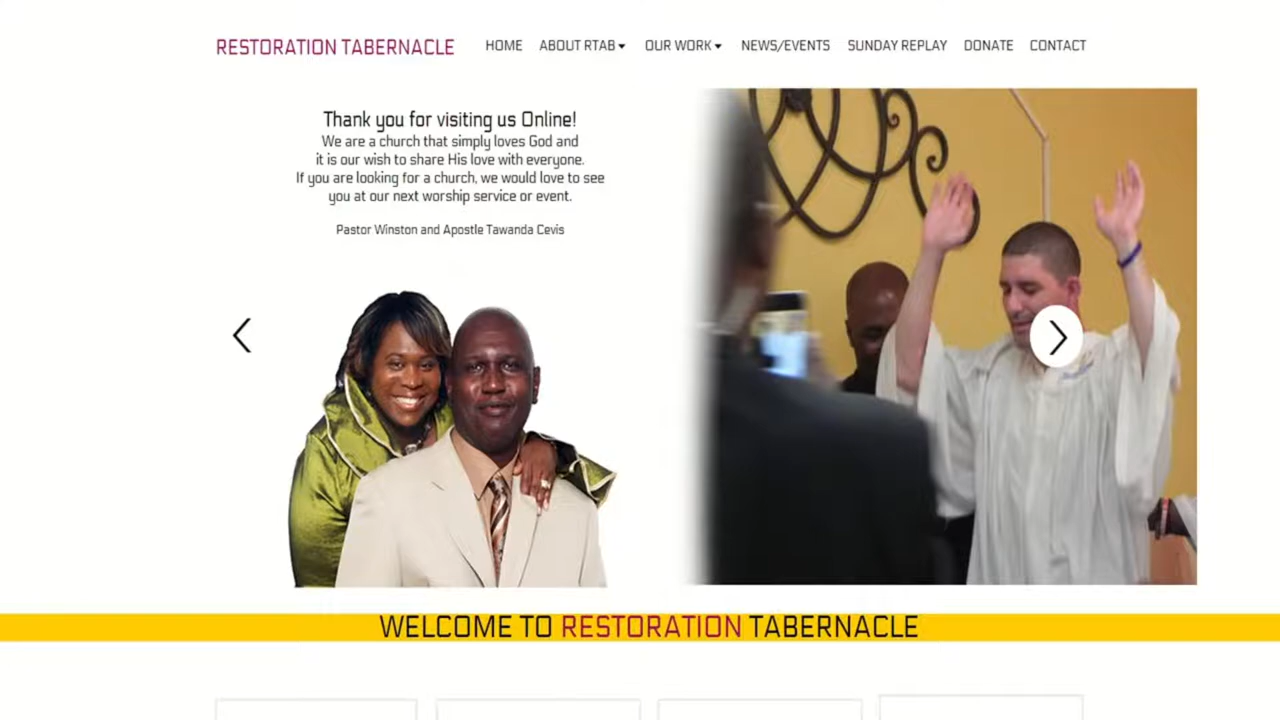 RESTORATION TABERNACLE
HOME ABOUT RTAB OUR WORK NEWS/EVENTS SUNDAY REPLAY DONATE CONTACT
Thank you for visiting us Online!
We are a church that simply loves God and
it is our wish to share His love with everyone.
If you are looking for a church, we would love to see
you at our next worship service or event.
Pastor Winston and Apostle Tawanda Cevis
WELCOME TO RESTORATION TABERNACLE